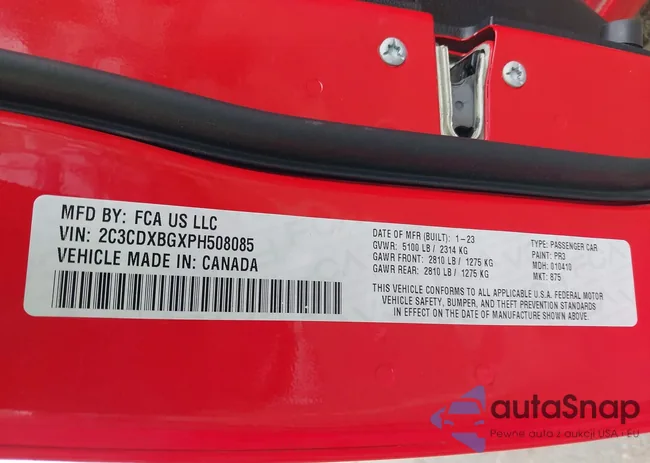 MFD BY: FCA US LLC
VIN: 2C3CDXBGXPH508085
VEHICLE MADE IN: CANADA
DATE OF MFR (BUILT): 1-23
GVWR: 5100 LB / 2314 KG
GAWR FRONT: 2810 LB / 1275 KG
GAWR REAR: 2810 LB / 1275 KG
TYPE: PASSENGER CAR
PAINT: PR3
MDH: 010410
MKT: 875
THIS VEHICLE CONFORMS TO ALL APPLICABLE U.S.A. FEDERAL MOTOR
VEHICLE SAFETY, BUMPER, AND THEFT PREVENTION STANDARDS
IN EFFECT ON THE DATE OF MANUFACTURE SHOWN ABOVE.
autaSnap
Pewne auta z aukcji USA i EU